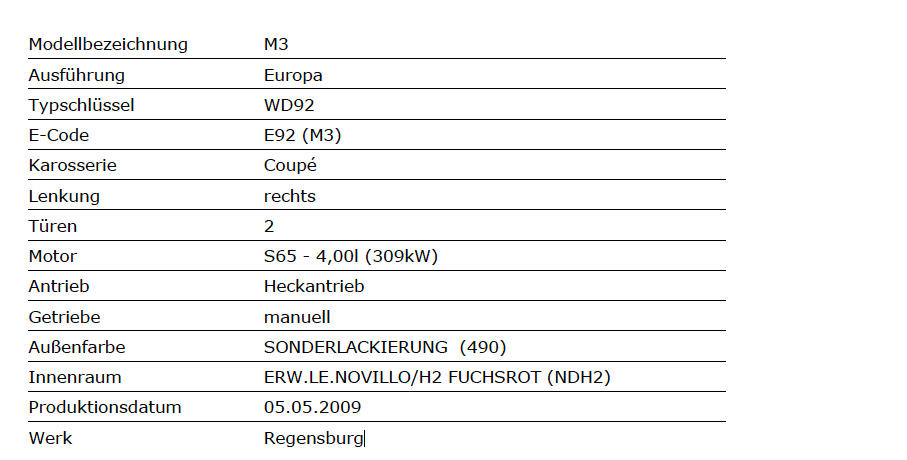 Modellbezeichnung M3
Ausführung Europa
Typschlüssel WD92
E-Code E92 (M3)
Karosserie Coupé
Lenkung rechts
Türen 2
Motor S65 - 4,00l (309kW)
Antrieb Heckantrieb
Getriebe manuell
Außenfarbe SONDERLACKIERUNG (490)
Innenraum ERW.LE.NOVILLO/H2 FUCHSROT (NDH2)
Produktionsdatum 05.05.2009
Werk Regensburg